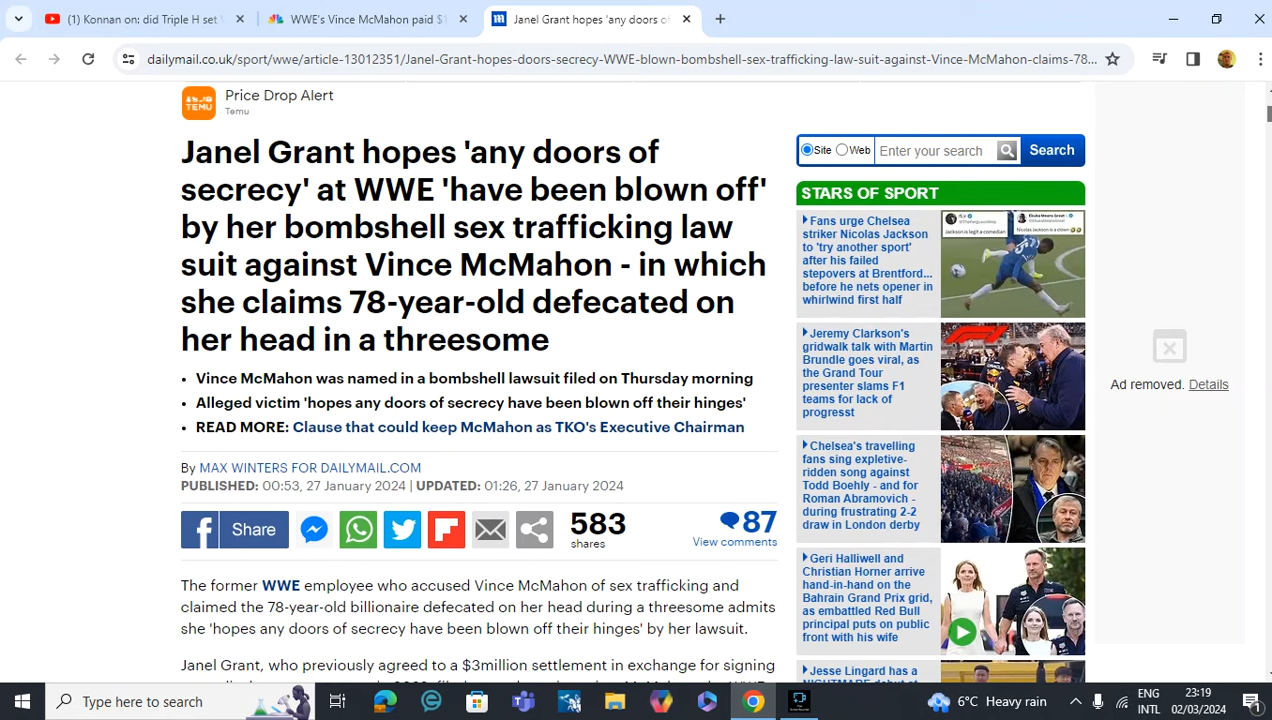 (1) Konnan on: did Triple H set
WWE's Vince McMahon paid $
Janel Grant hopes 'any doors of
dailymail.co.uk/sport/wwe/article-13012351/Janel-Grant-hopes-doors-secrecy-WWE-blown-bombshell-sex-trafficking-law-suit-against-Vince-McMahon-claims-78-...
TEMU
Price Drop Alert
Temu
Janel Grant hopes 'any doors of
secrecy' at WWE 'have been blown off'
by her bombshell sex trafficking law
suit against Vince McMahon - in which
she claims 78-year-old defecated on
her head in a threesome
• Vince McMahon was named in a bombshell lawsuit filed on Thursday morning
• Alleged victim 'hopes any doors of secrecy have been blown off their hinges'
• READ MORE: Clause that could keep McMahon as TKO's Executive Chairman
By MAX WINTERS FOR DAILYMAIL.COM
PUBLISHED: 00:53, 27 January 2024 | UPDATED: 01:26, 27 January 2024
Share
583
shares
87
View comments
The former WWE employee who accused Vince McMahon of sex trafficking and
claimed the 78-year-old billionaire defecated on her head during a threesome admits
she 'hopes any doors of secrecy have been blown off their hinges' by her lawsuit.
Janel Grant, who previously agreed to a $3million settlement in exchange for signing
Site Web Enter your search Search
STARS OF SPORT
Fans urge Chelsea
striker Nicolas Jackson
to 'try another sport'
after his failed
stepovers at Brentford...
before he nets opener in
whirlwind first half
Jackson is legit a comedian
Nicolas Jackson is a clown
Jeremy Clarkson's
gridwalk talk with Martin
Brundle goes viral, as
the Grand Tour
presenter slams F1
teams for lack of
progresst
Chelsea's travelling
fans sing expletive-
ridden song against
Todd Boehly - and for
Roman Abramovich -
during frustrating 2-2
draw in London derby
Geri Halliwell and
Christian Horner arrive
hand-in-hand on the
Bahrain Grand Prix grid,
as embattled Red Bull
principal puts on public
front with his wife
Jesse Lingard has a
Ad removed. Details
Type here to search
6°C Heavy rain
ENG
INTL
23:19
02/03/2024
1